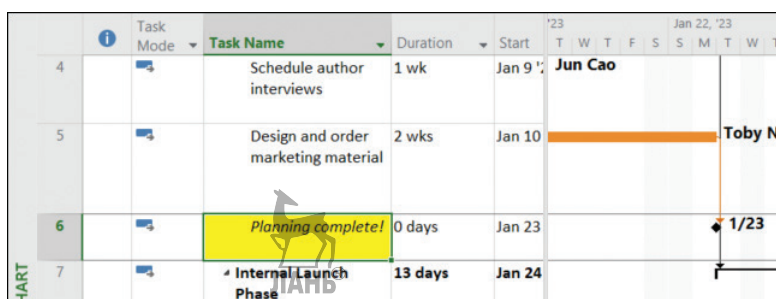 '23 Jan 22, '23
Task
Mode Task Name Duration Start T W T F S S M T W T
4 Schedule author 1 wk Jan 9 '2 Jun Cao
interviews
5 Design and order 2 wks Jan 10 Toby N
marketing material
6 Planning complete! 0 days Jan 23 1/23
7 Internal Launch 13 days Jan 24
Phase
HART
ЛАНЬ